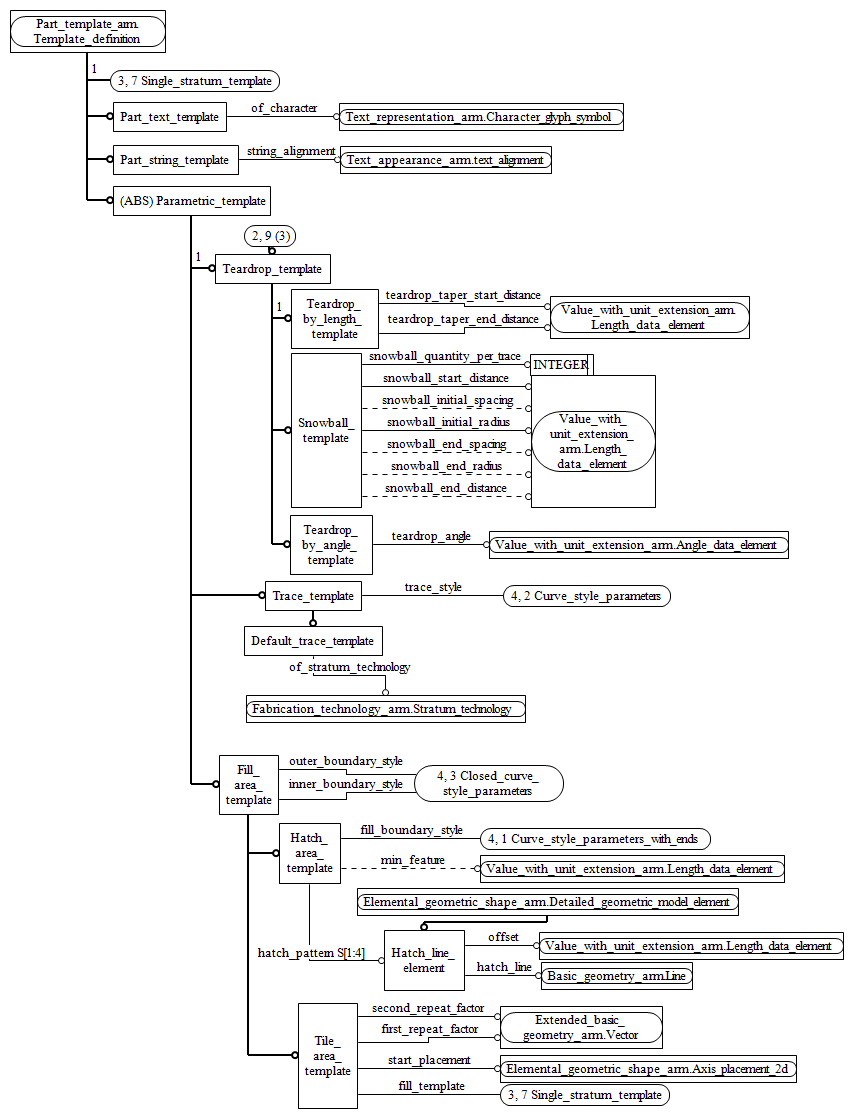 Part_template_arm.
Template_definition
1
3, 7 Single_stratum_template
Part_text_template
of_character
Text_representation_arm.Character_glyph_symbol
Part_string_template
string_alignment
Text_appearance_arm.text_alignment
(ABS) Parametric_template
2, 9 (3)
1
Teardrop_template
1
Teardrop_
by_length_
template
teardrop_taper_start_distance
teardrop_taper_end_distance
Value_with_unit_extension_arm.
Length_data_element
Snowball_
template
snowball_quantity_per_trace
INTEGER
snowball_start_distance
snowball_initial_spacing
snowball_initial_radius
snowball_end_spacing
snowball_end_radius
snowball_end_distance
Value_with_
unit_extension_
arm.Length_
data_element
Teardrop_
by_angle_
template
teardrop_angle
Value_with_unit_extension_arm.Angle_data_element
Trace_template
trace_style
4, 2 Curve_style_parameters
Default_trace_template
of_stratum_technology
Fabrication_technology_arm.Stratum_technology
Fill_
area_
template
outer_boundary_style
inner_boundary_style
4, 3 Closed_curve_
style_parameters
Hatch_
area_
template
fill_boundary_style
4, 1 Curve_style_parameters_with_ends
min_feature
Value_with_unit_extension_arm.Length_data_element
Elemental_geometric_shape_arm.Detailed_geometric_model_element
hatch_pattern S[1:4]
Hatch_line_
element
offset
Value_with_unit_extension_arm.Length_data_element
hatch_line
Basic_geometry_arm.Line
Tile_
area_
template
second_repeat_factor
first_repeat_factor
Extended_basic_
geometry_arm.Vector
start_placement
Elemental_geometric_shape_arm.Axis_placement_2d
fill_template
3, 7 Single_stratum_template